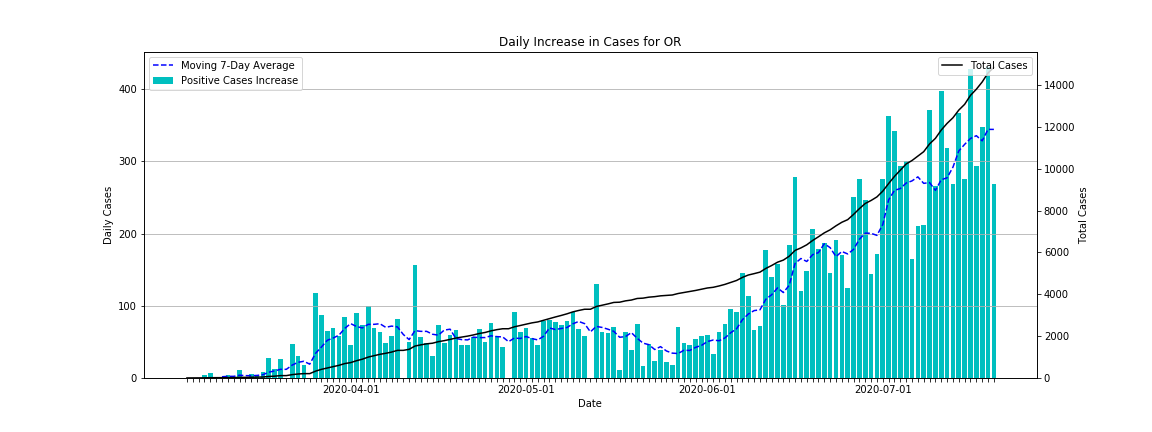 Daily Increase in Cases for OR
Moving 7-Day Average
Positive Cases Increase
Total Cases
400
300
200
100
0
14000
12000
10000
8000
6000
4000
2000
0
Daily Cases
Total Cases
2020-04-01
2020-05-01
2020-06-01
2020-07-01
Date